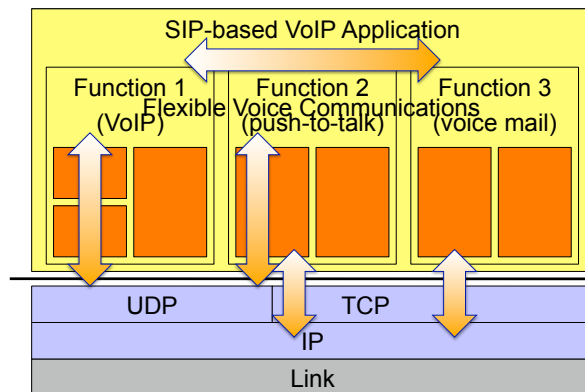 SIP-based VoIP Application
Function 1
Function 2
Function 3
Flexible Voice Communications
(VoIP)
(push-to-talk)
(voice mail)
UDP
TCP
IP
Link